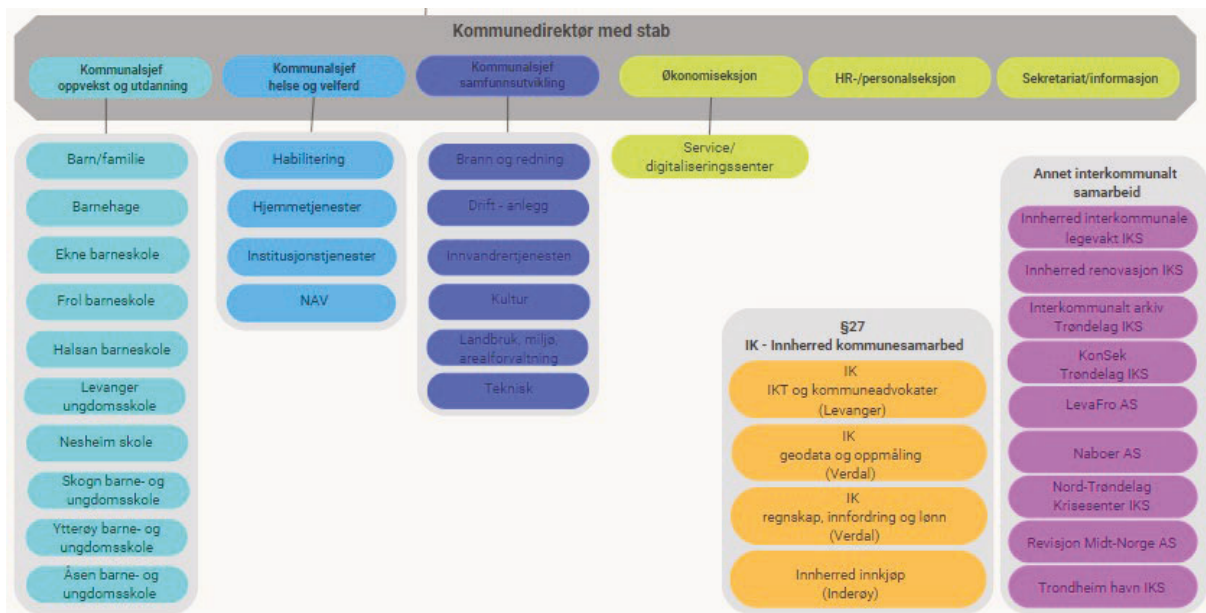 Kommunedirektør med stab
Kommunalsjef
oppvekst og utdanning
Kommunalsjef
helse og velferd
Kommunalsjef
samfunnsutvikling
Økonomiseksjon
HR-/personalseksjon
Sekretariat/informasjon
Barn/familie
Barnehage
Ekne barneskole
Frol barneskole
Halsan barneskole
Levanger
ungdomsskole
Nesheim skole
Skogn barne- og
ungdomsskole
Ytterøy barne- og
ungdomsskole
Åsen barne- og
ungdomsskole
Habilitering
Hjemmetjenester
Institusjonstjenester
NAV
Brann og redning
Drift - anlegg
Innvandrertjenesten
Kultur
Landbruk, miljø,
arealforvaltning
Teknisk
Service/
digitaliseringssenter
§27
IK - Innherred kommunesamarbed
IK
IKT og kommuneadvokater
(Levanger)
IK
geodata og oppmåling
(Verdal)
IK
regnskap, innfordring og lønn
(Verdal)
Innherred innkjøp
(Inderøy)
Annet interkommunalt
samarbeid
Innherred interkommunale
legevakt IKS
Innherred renovasjon IKS
Interkommunalt arkiv
Trøndelag IKS
KonSek
Trøndelag IKS
LevaFro AS
Naboer AS
Nord-Trøndelag
Krisesenter IKS
Revisjon Midt-Norge AS
Trondheim havn IKS